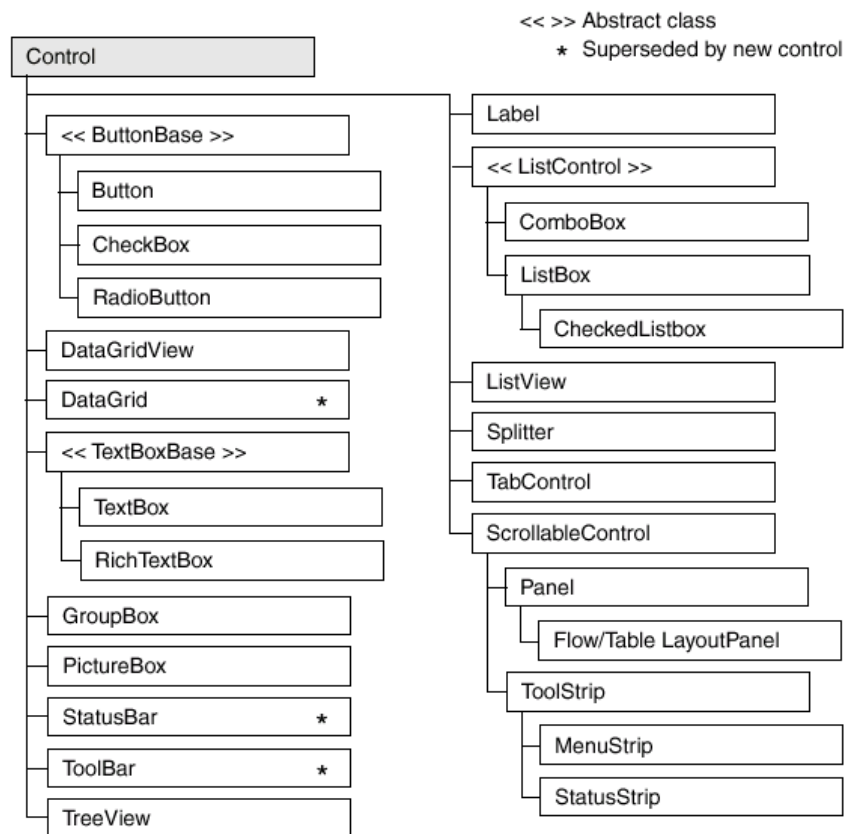 << >> Abstract class
* Superseded by new control
Control
<< ButtonBase >>
Button
CheckBox
RadioButton
DataGridView
DataGrid *
<< TextBoxBase >>
TextBox
RichTextBox
GroupBox
PictureBox
StatusBar *
ToolBar *
TreeView
Label
<< ListControl >>
ComboBox
ListBox
CheckedListbox
ListView
Splitter
TabControl
ScrollableControl
Panel
Flow/Table LayoutPanel
ToolStrip
MenuStrip
StatusStrip